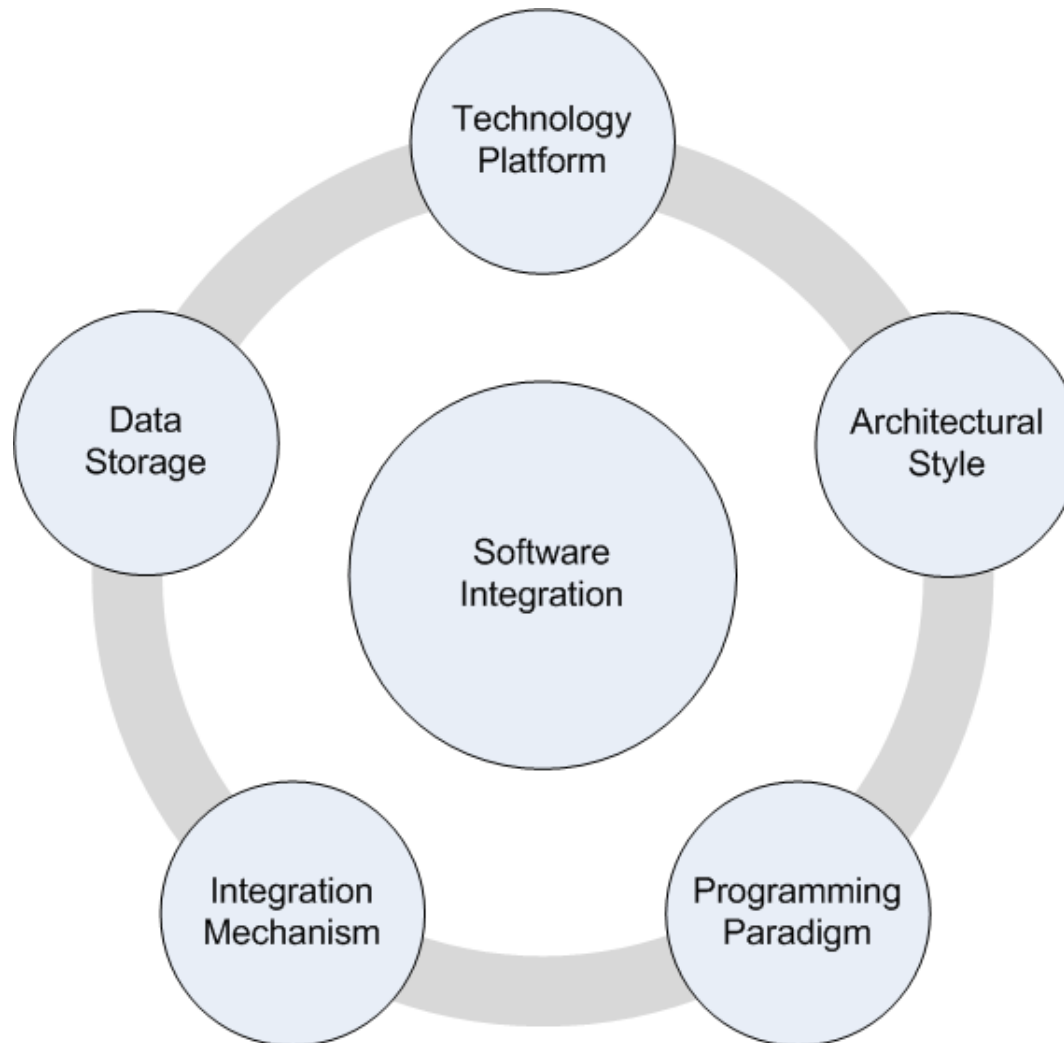 Technology
Platform
Data
Storage
Architectural
Style
Software
Integration
Integration
Mechanism
Programming
Paradigm